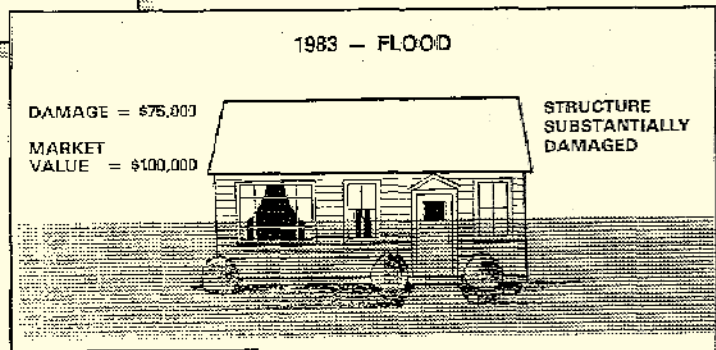 1983 — FLOOD
DAMAGE = $75,000
MARKET
VALUE = $100,000
STRUCTURE
SUBSTANTIALLY
DAMAGED